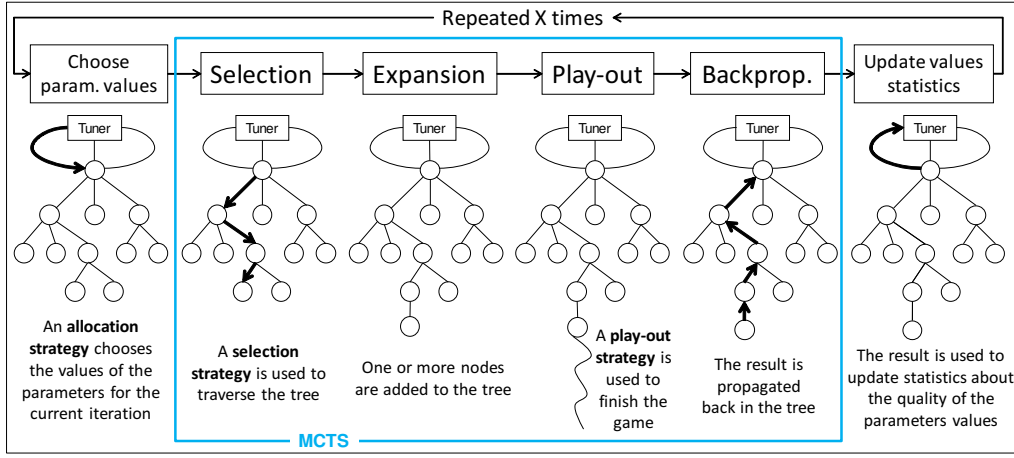 Repeated X times
Choose
param. values
Selection
Expansion
Play-out
Backprop.
Update values
statistics
Tuner
Tuner
Tuner
Tuner
Tuner
Tuner
An allocation
strategy chooses
the values of the
parameters for the
current iteration
A selection
strategy is used to
traverse the tree
One or more nodes
are added to the tree
A play-out
strategy is
used to
finish the
game
The result is
propagated
back in the tree
The result is used to
update statistics about
the quality of the
parameters values
MCTS